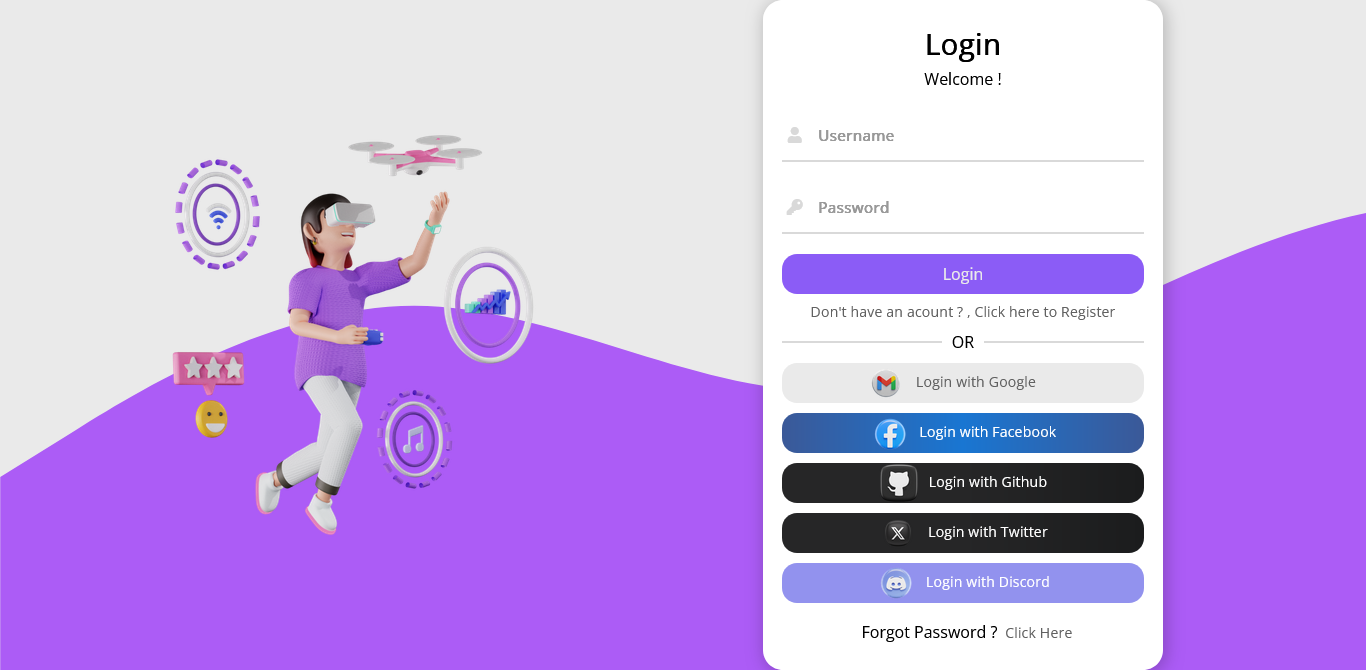 Login
Welcome !
Username
Password
Login
Don't have an acount ? , Click here to Register
OR
Login with Google
Login with Facebook
Login with Github
Login with Twitter
Login with Discord
Forgot Password ? Click Here